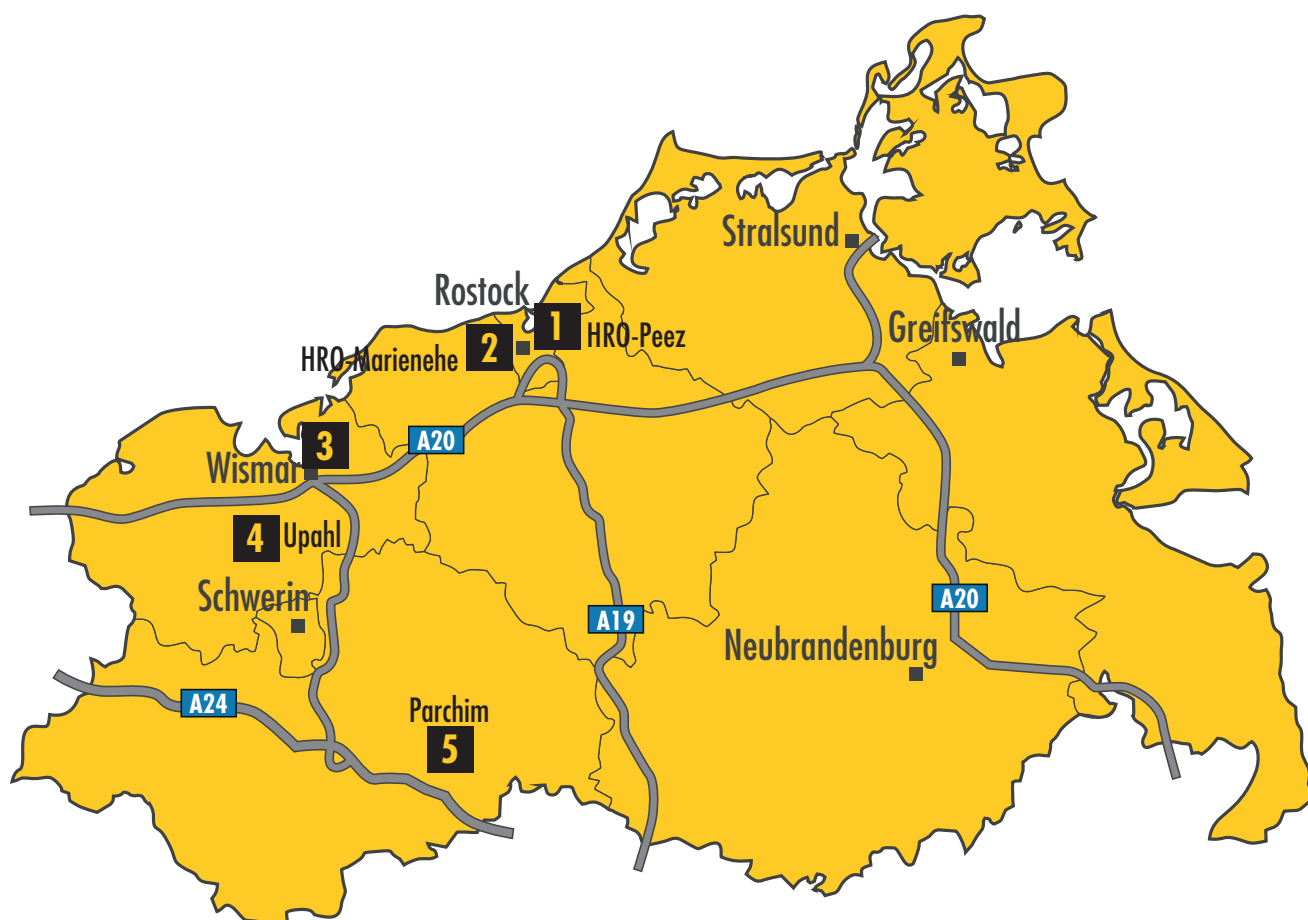 Stralsund
Rostock
1
HRO-Peez
Greifswald
HRO-Marienehe
2
3
A20
Wismar
4
Upahl
Schwerin
A20
A19
Neubrandenburg
A24
Parchim
5